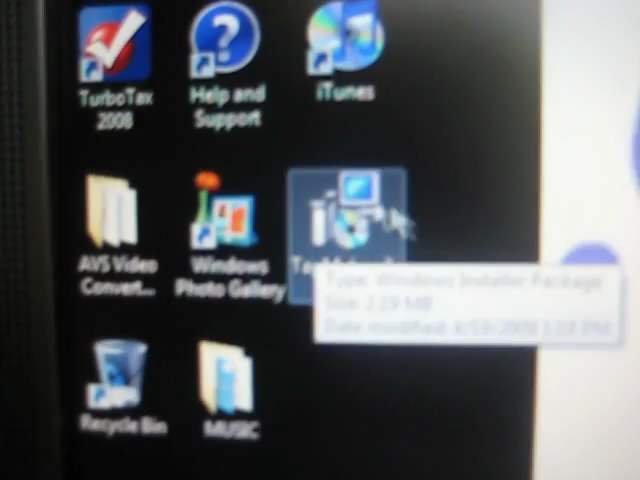 TurboTax
2008
Help and
Support
iTunes
AVS Video
Convert...
Windows
Photo Gallery
Type: Windows Installer Package
Size: 2.19 MB
Date modified:
Recycle Bin
MUSIC